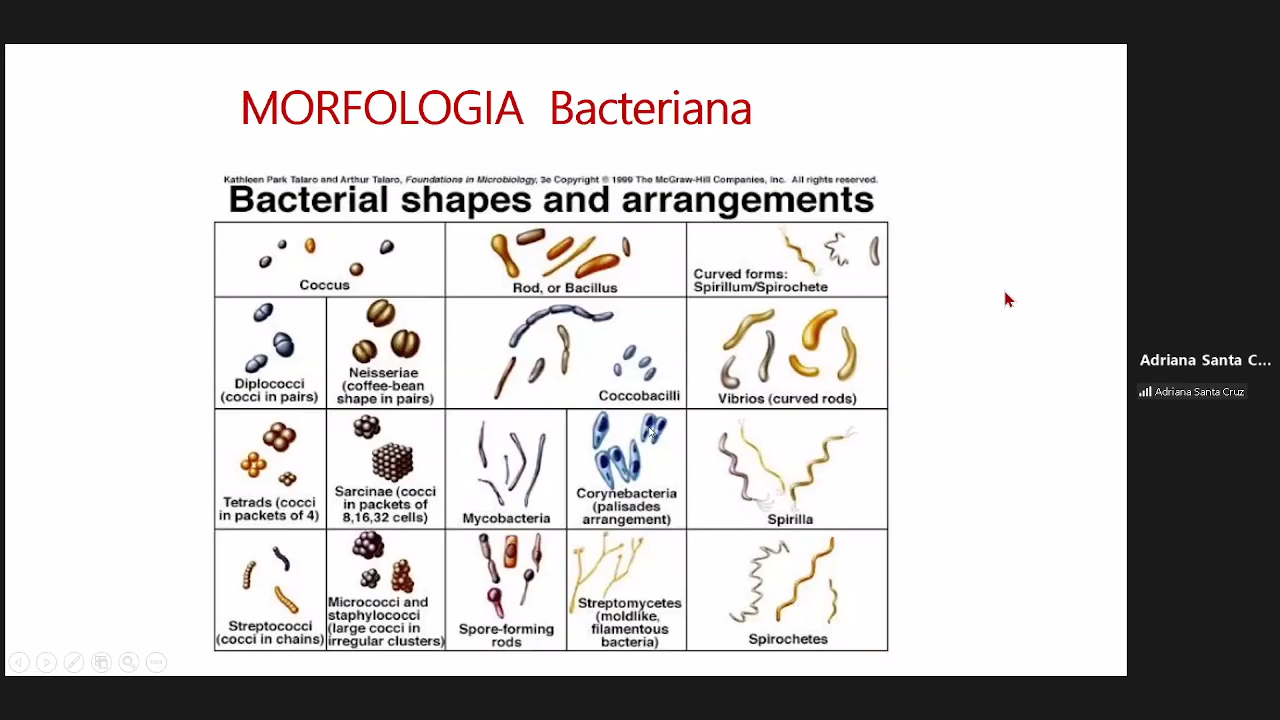 MORFOLOGIA Bacteriana
Kathleen Park Talaro and Arthur Talaro, Foundations in Microbiology, 3e Copyright © 1999 The McGraw-Hill Companies, Inc. All rights reserved.
Bacterial shapes and arrangements
Coccus
Rod, or Bacillus
Curved forms:
Spirillum/Spirochete
Diplococci
(cocci in pairs)
Neisseriae
(coffee-bean
shape in pairs)
Coccobacilli
Vibrios (curved rods)
Tetrads (cocci
in packets of 4)
Sarcinae (cocci
in packets of
8,16,32 cells)
Mycobacteria
Corynebacteria
(palisades
arrangement)
Spirilla
Streptococci
(cocci in chains)
Micrococci and
staphylococci
(large cocci in
irregular clusters)
Spore-forming
rods
Streptomycetes
(moldlike,
filamentous
bacteria)
Spirochetes
Adriana Santa C...
Adriana Santa Cruz